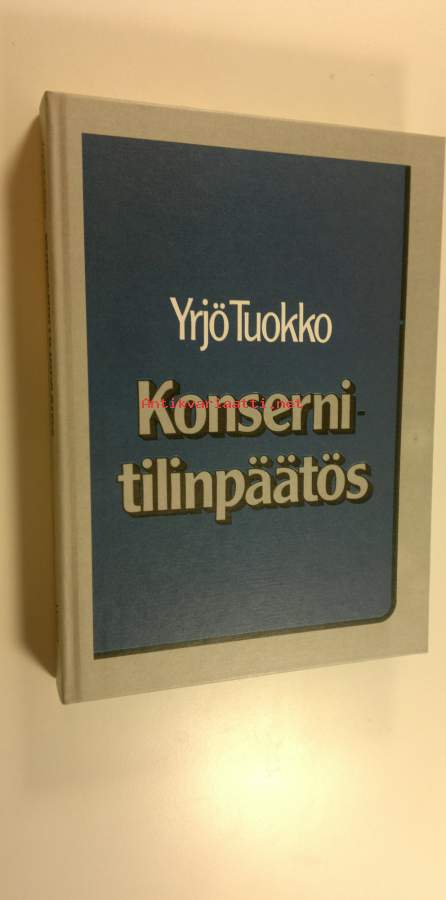 Yrjö Tuokko
Konserni-
Antikvariaatti.net
tilinpäätös